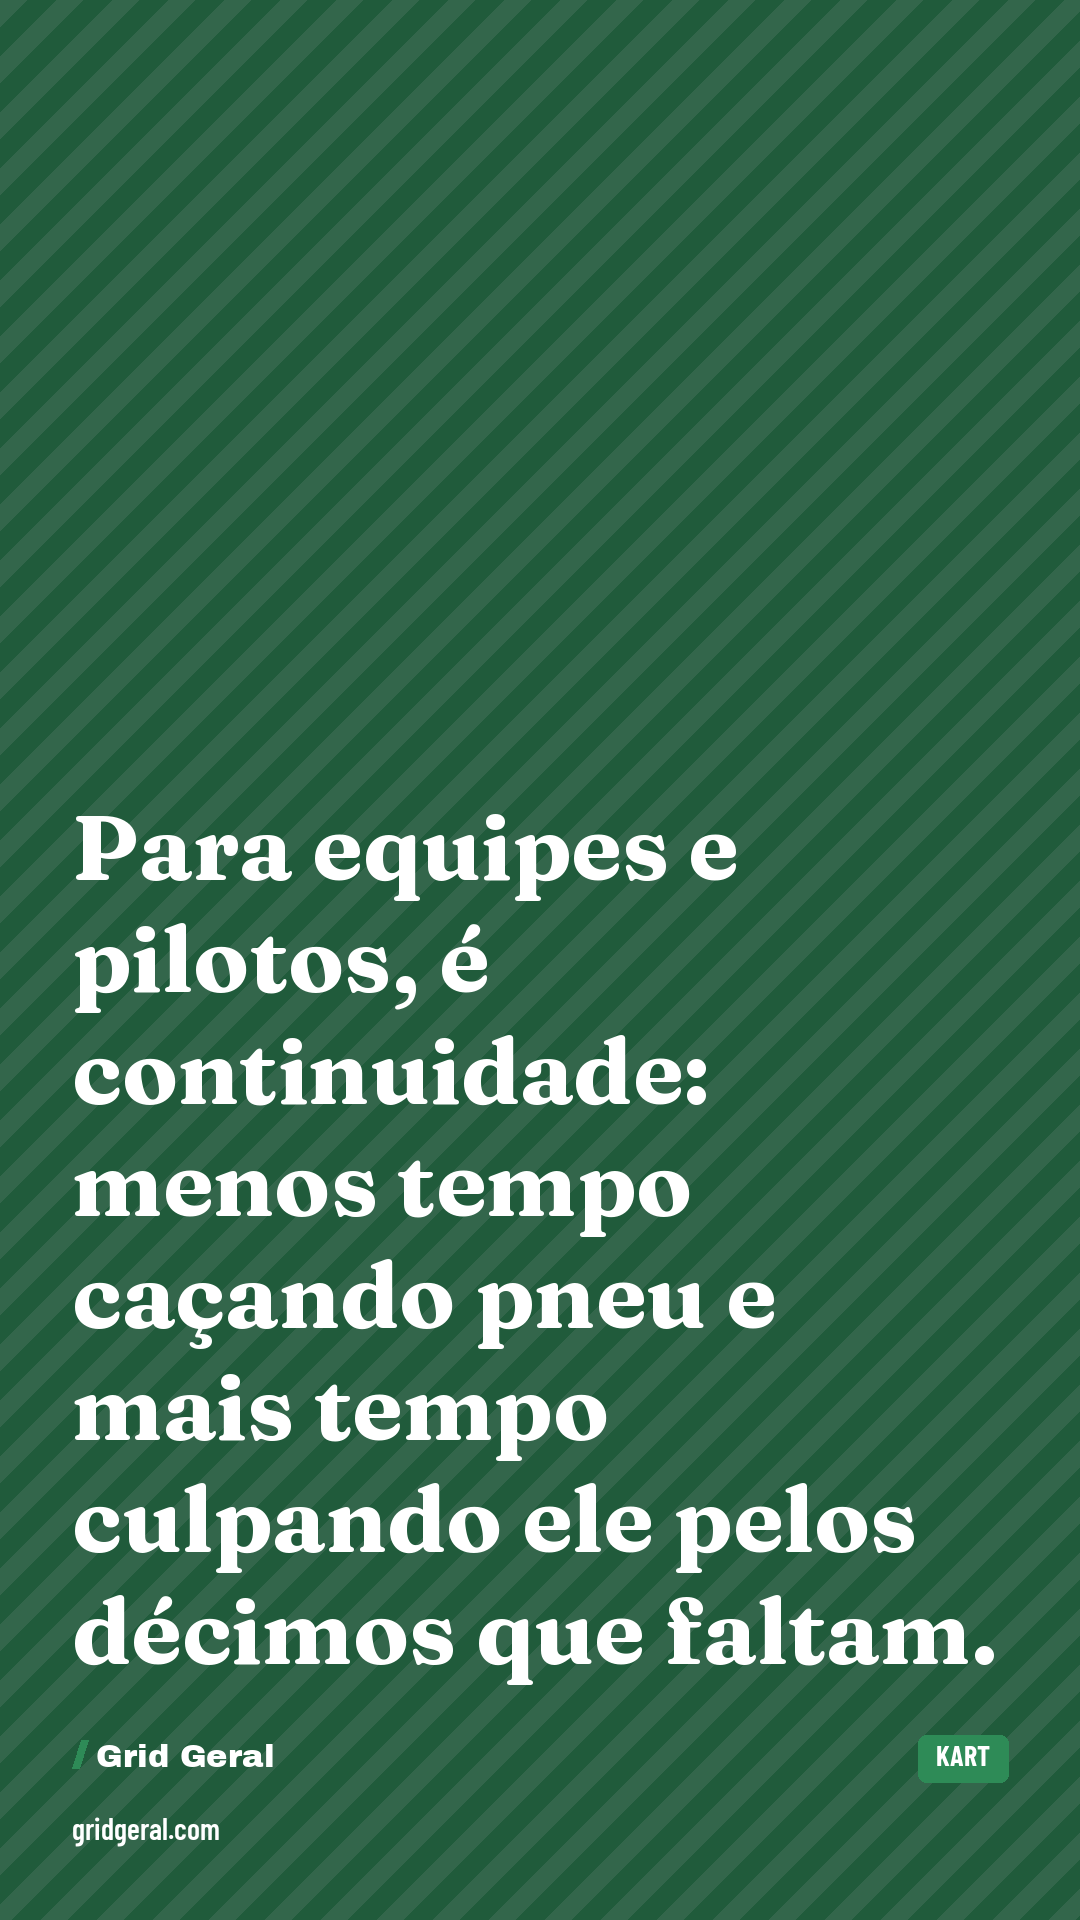 Para equipes e
pilotos, é
continuidade:
menos tempo
caçando pneu e
mais tempo
culpando ele pelos
décimos que faltam.
/ Grid Geral
KART
gridgeral.com